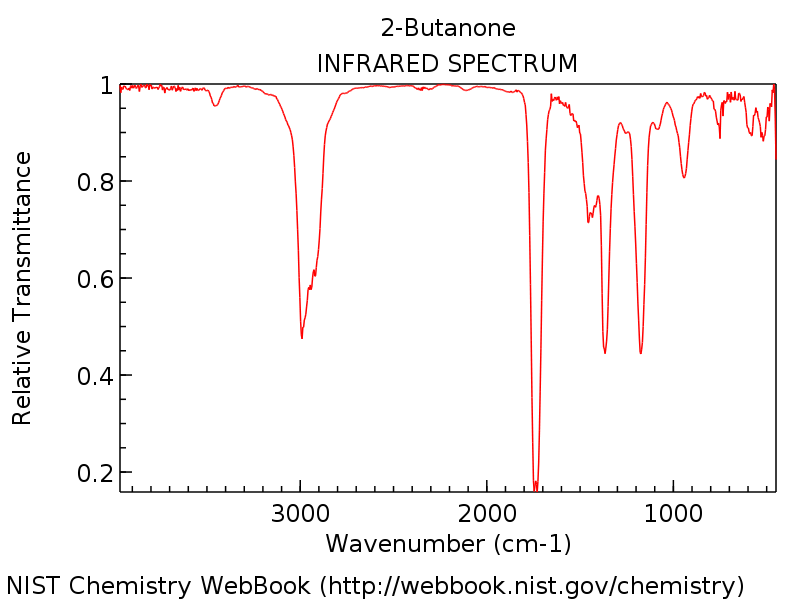 2-Butanone
INFRARED SPECTRUM
1
0.8
0.6
0.4
0.2
Relative Transmittance
3000 2000 1000
Wavenumber (cm-1)
NIST Chemistry WebBook (http://webbook.nist.gov/chemistry)